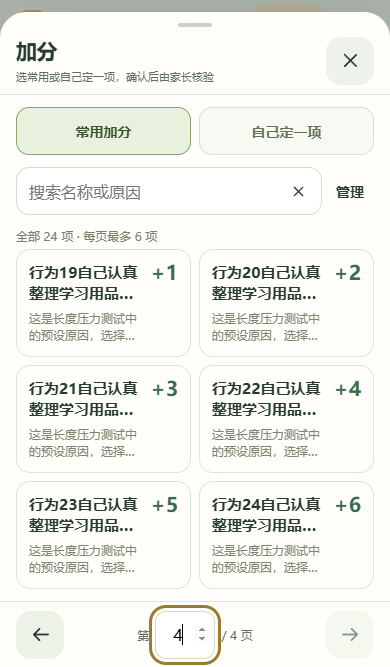 加分
选常用或自己定一项，确认后由家长核验
常用加分
自己定一项
搜索名称或原因
管理
全部 24 项 · 每页最多 6 项
行为19自己认真
整理学习用品...
+1
这是长度压力测试中
的预设原因，选择...
行为20自己认真
整理学习用品...
+2
这是长度压力测试中
的预设原因，选择...
行为21自己认真
整理学习用品...
+3
这是长度压力测试中
的预设原因，选择...
行为22自己认真
整理学习用品...
+4
这是长度压力测试中
的预设原因，选择...
行为23自己认真
整理学习用品...
+5
这是长度压力测试中
的预设原因，选择...
行为24自己认真
整理学习用品...
+6
这是长度压力测试中
的预设原因，选择...
第 4 / 4 页